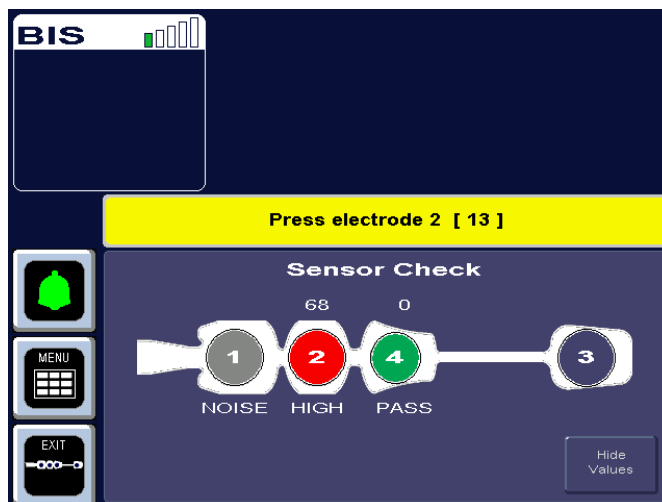 BIS
Press electrode 2 [ 13 ]
Sensor Check
68 0
1 2 4 3
NOISE HIGH PASS
MENU
EXIT
Hide
Values